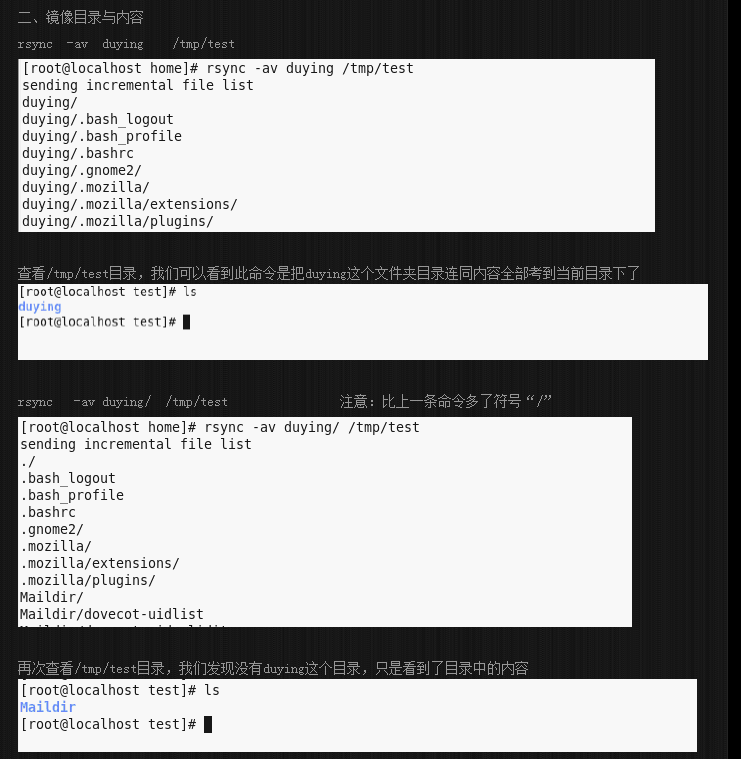 二、镜像目录与内容
rsync -av duying /tmp/test
[root@localhost home]# rsync -av duying /tmp/test
sending incremental file list
duying/
duying/.bash_logout
duying/.bash_profile
duying/.bashrc
duying/.gnome2/
duying/.mozilla/
duying/.mozilla/extensions/
duying/.mozilla/plugins/
查看/tmp/test目录，我们可以看到此命令是把duying这个文件夹目录连同内容全部考到当前目录下了
[root@localhost test]# ls
duying
[root@localhost test]#
rsync -av duying/ /tmp/test 注意：比上一条命令多了符号“/”
[root@localhost home]# rsync -av duying/ /tmp/test
sending incremental file list
./
.bash_logout
.bash_profile
.bashrc
.gnome2/
.mozilla/
.mozilla/extensions/
.mozilla/plugins/
Maildir/
Maildir/dovecot-uidlist
再次查看/tmp/test目录，我们发现没有duying这个目录，只是看到了目录中的内容
[root@localhost test]# ls
Maildir
[root@localhost test]#